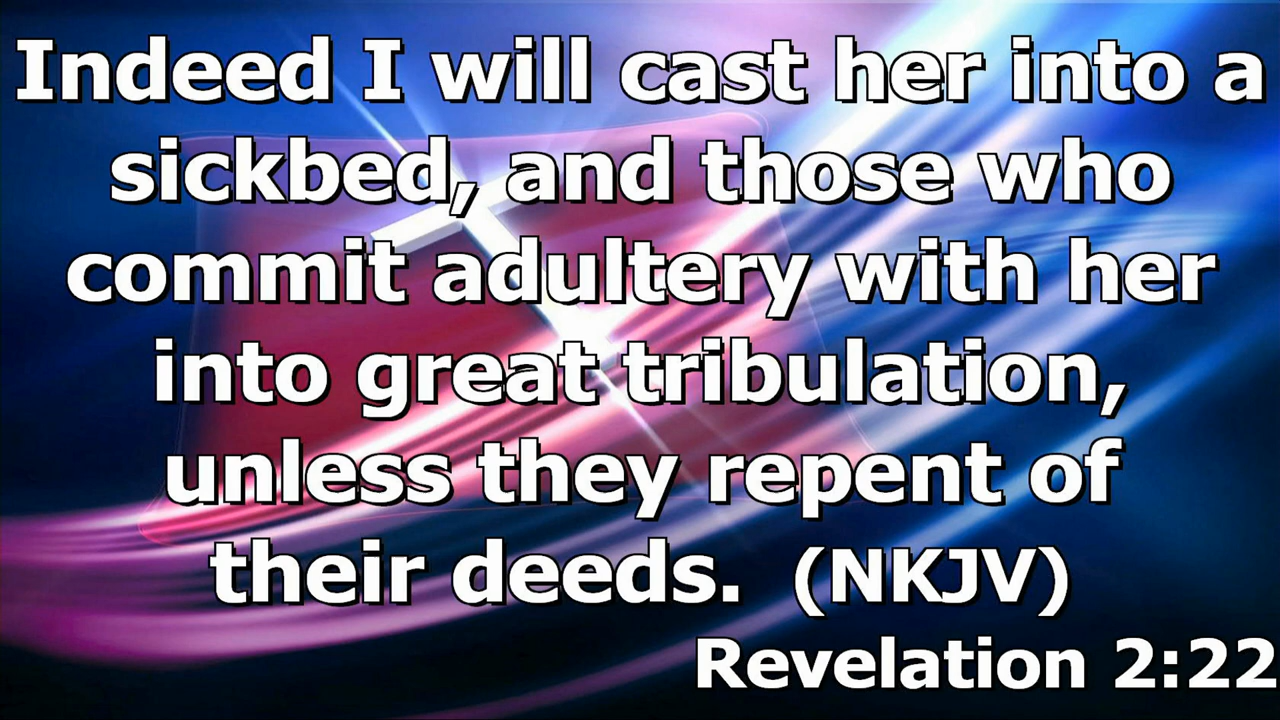 Indeed I will cast her into a
sickbed, and those who
commit adultery with her
into great tribulation,
unless they repent of
their deeds.  (NKJV)
Revelation 2:22